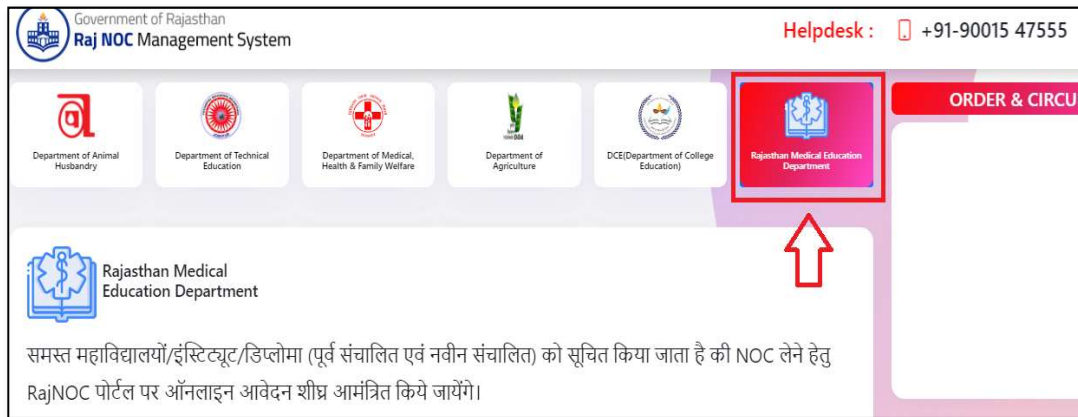 Government of Rajasthan
Raj NOC Management System
Helpdesk : +91-90015 47555
Department of Animal
Husbandry
Department of Technical
Education
Department of Medical,
Health & Family Welfare
Department of
Agriculture
DCE(Department of College
Education)
Rajasthan Medical Education
Department
ORDER & CIRCU
Rajasthan Medical
Education Department
समस्त महाविद्यालयों/इंस्टिट्यूट/डिप्लोमा (पूर्व संचालित एवं नवीन संचालित) को सूचित किया जाता है की NOC लेने हेतु
RajNOC पोर्टल पर ऑनलाइन आवेदन शीघ्र आमंत्रित किये जायेंगे।